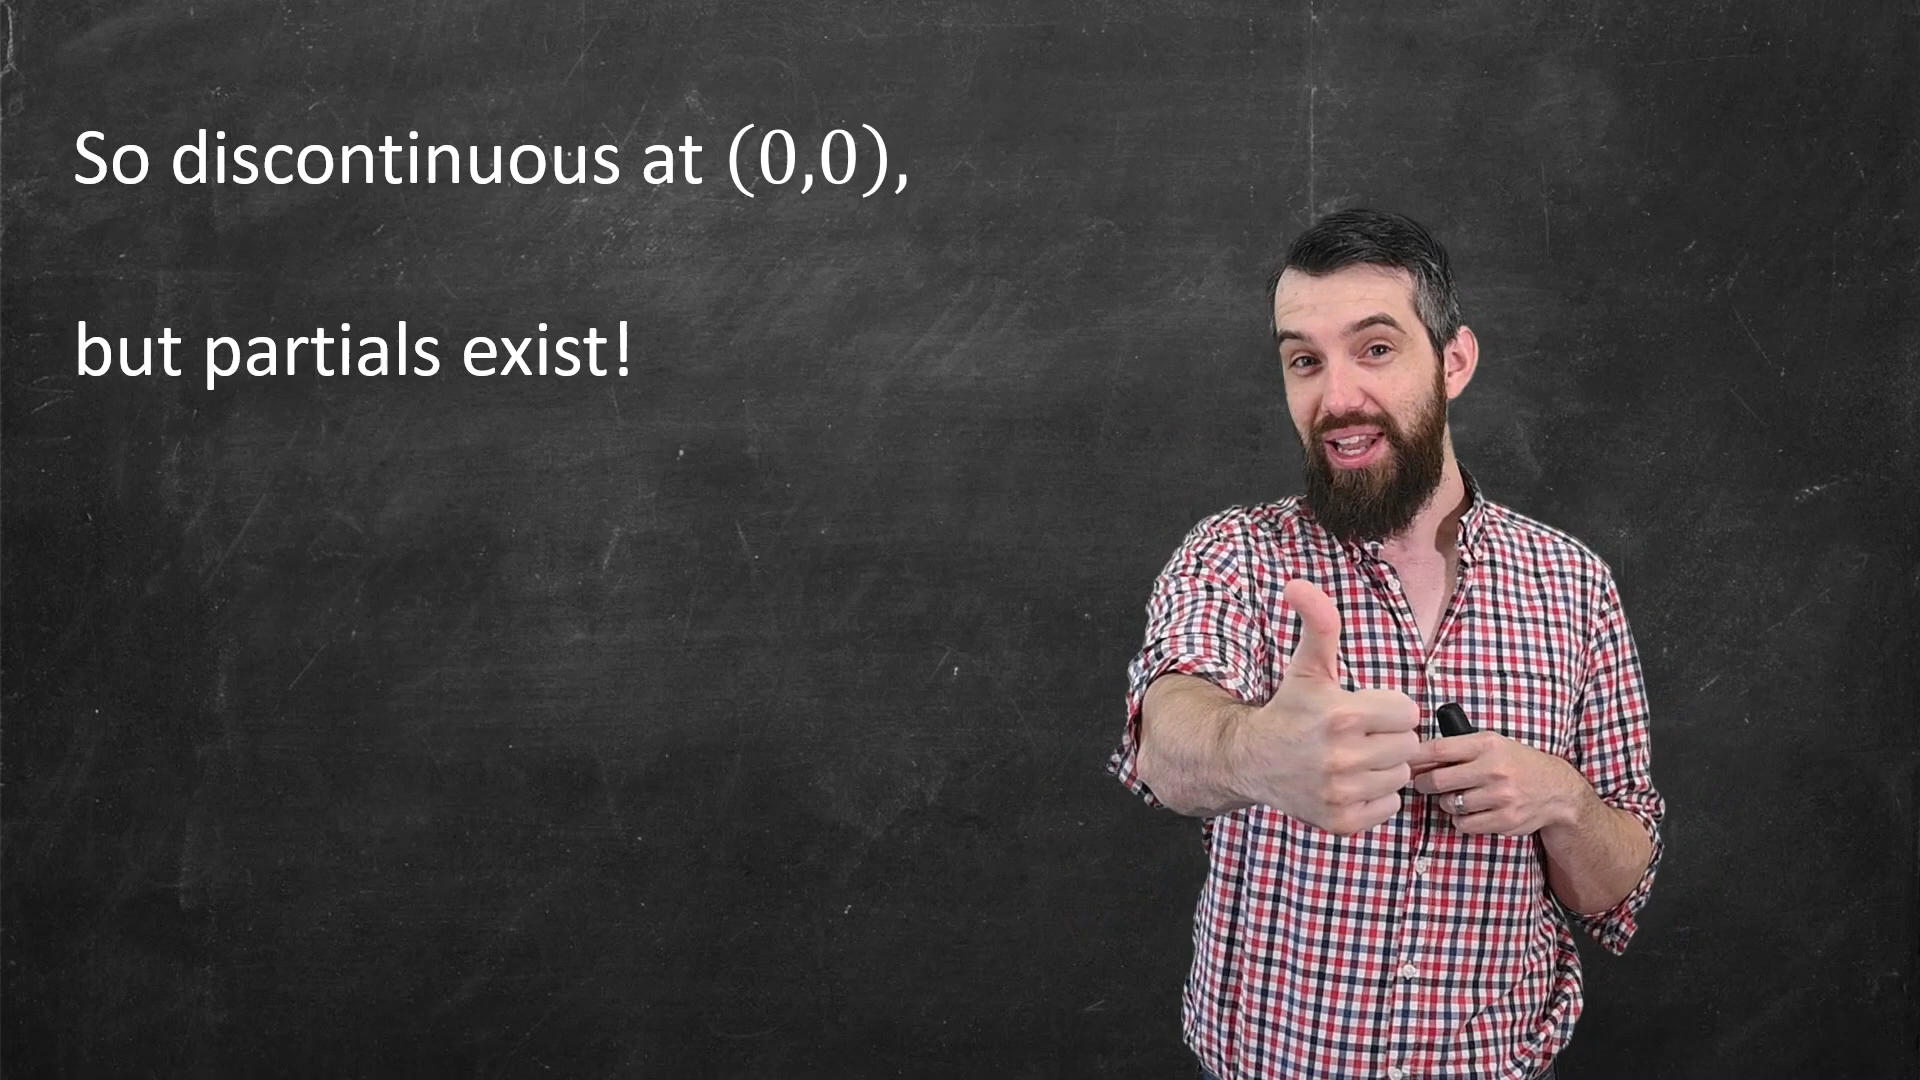 So discontinuous at (0,0),
but partials exist!